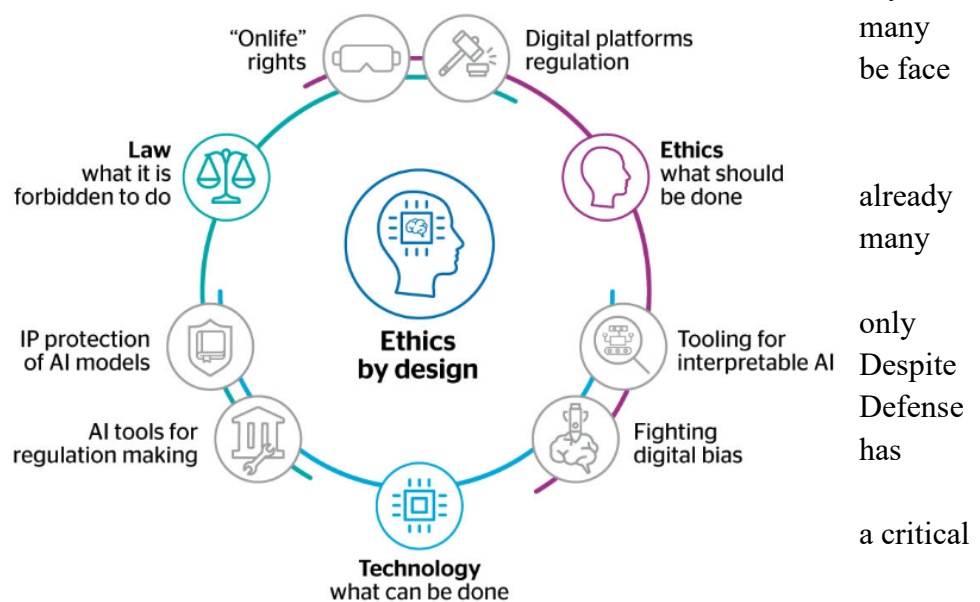 "Onlife"
rights
Digital platforms
regulation
Law
what it is
forbidden to do
Ethics
what should
be done
Ethics
by design
IP protection
of AI models
Tooling for
interpretable AI
AI tools for
regulation making
Fighting
digital bias
Technology
what can be done
many
be face
already
many
only
Despite
Defense
has
a critical